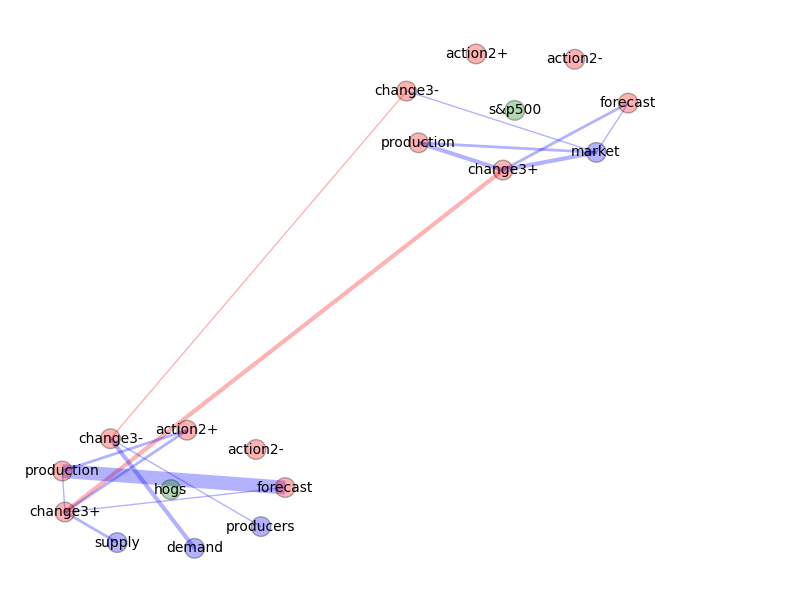 action2+
action2-
change3-
forecast
s&p500
production
market
change3+
action2+
change3-
action2-
production
forecast
hogs
change3+
producers
supply
demand